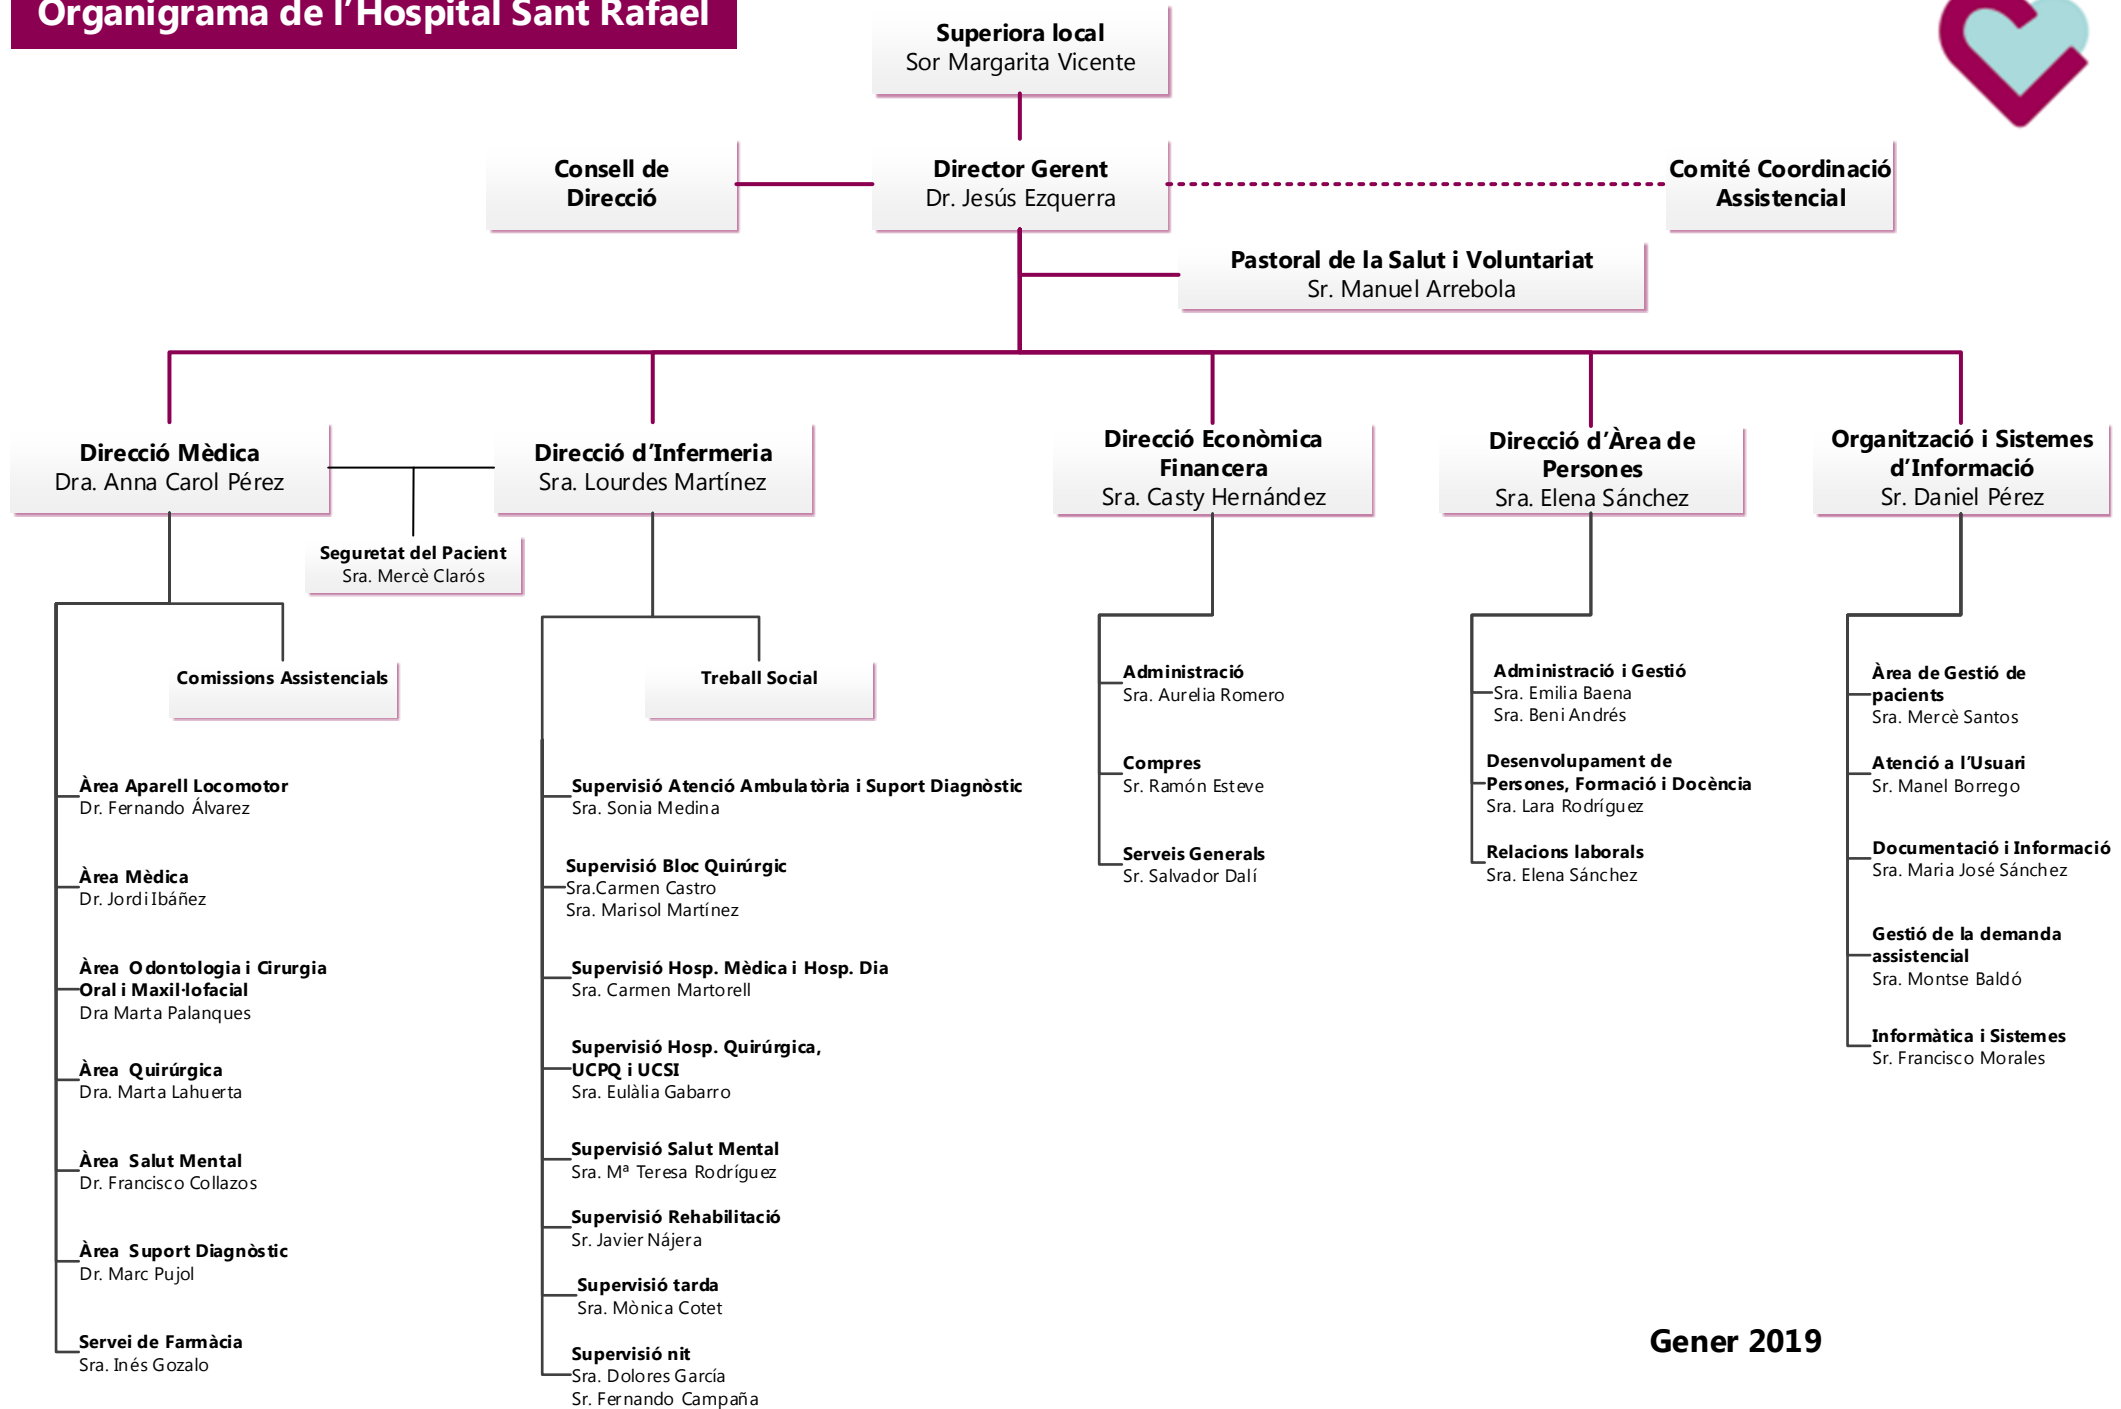 Organigrama de l’Hospital Sant Rafael
Superiora local
Sor Margarita Vicente
Consell de
Direcció
Director Gerent
Dr. Jesús Ezquerra
Comité Coordinació
Assistencial
Pastoral de la Salut i Voluntariat
Sr. Manuel Arrebola
Direcció Mèdica
Dra. Anna Carol Pérez
Direcció d’Infermeria
Sra. Lourdes Martínez
Direcció Econòmica
Financera
Sra. Casty Hernández
Direcció d’Àrea de
Persones
Sra. Elena Sánchez
Organització i Sistemes
d’Informació
Sr. Daniel Pérez
Seguretat del Pacient
Sra. Mercè Clarós
Comissions Assistencials
Àrea Aparell Locomotor
Dr. Fernando Álvarez
Àrea Mèdica
Dr. Jordi Ibáñez
Àrea Odontologia i Cirurgia
Oral i Maxil·lofacial
Dra Marta Palanques
Àrea Quirúrgica
Dra. Marta Lahuerta
Àrea Salut Mental
Dr. Francisco Collazos
Àrea Suport Diagnòstic
Dr. Marc Pujol
Servei de Farmàcia
Sra. Inés Gozalo
Treball Social
Supervisió Atenció Ambulatòria i Suport Diagnòstic
Sra. Sonia Medina
Supervisió Bloc Quirúrgic
Sra.Carmen Castro
Sra. Marisol Martínez
Supervisió Hosp. Mèdica i Hosp. Dia
Sra. Carmen Martorell
Supervisió Hosp. Quirúrgica,
UCPQ i UCSI
Sra. Eulàlia Gabarro
Supervisió Salut Mental
Sra. Mª Teresa Rodríguez
Supervisió Rehabilitació
Sr. Javier Nájera
Supervisió tarda
Sra. Mònica Cotet
Supervisió nit
Sra. Dolores García
Sr. Fernando Campaña
Administració
Sra. Aurelia Romero
Compres
Sr. Ramón Esteve
Serveis Generals
Sr. Salvador Dalí
Administració i Gestió
Sra. Emilia Baena
Sra. Beni Andrés
Desenvolupament de
Persones, Formació i Docència
Sra. Lara Rodríguez
Relacions laborals
Sra. Elena Sánchez
Àrea de Gestió de
pacients
Sra. Mercè Santos
Atenció a l’Usuari
Sr. Manel Borrego
Documentació i Informació
Sra. Maria José Sánchez
Gestió de la demanda
assistencial
Sra. Montse Baldó
Informàtica i Sistemes
Sr. Francisco Morales
Gener 2019